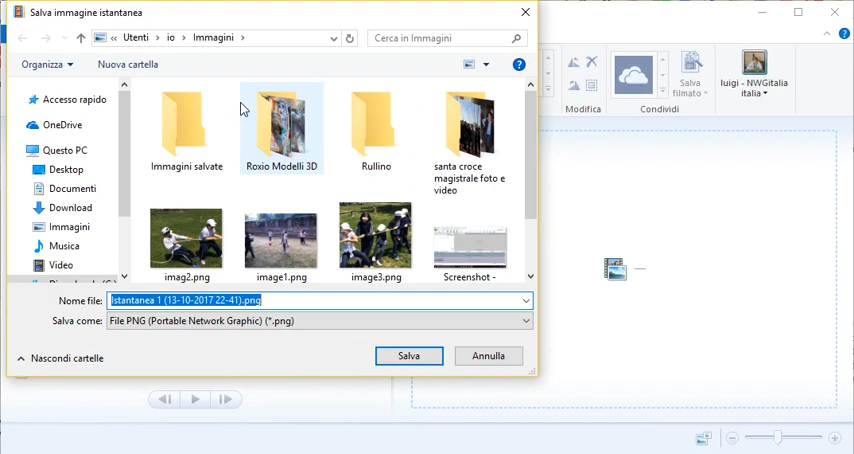 Salva immagine istantanea
« Utenti › io › Immagini ›
Cerca in Immagini
Organizza
Nuova cartella
Accesso rapido
OneDrive
Questo PC
Desktop
Documenti
Download
Immagini
Musica
Video
Immagini salvate
Roxio Modelli 3D
Rullino
santa croce
magistrale foto e
video
imag2.png
image1.png
image3.png
Screenshot -
Nome file:
Istantanea 1 (13-10-2017 22-41).png
Salva come:
File PNG (Portable Network Graphic) (*.png)
Nascondi cartelle
Salva
Annulla
Modifica
Salva
filmato
Condividi
luigi - NWGitalia
italia